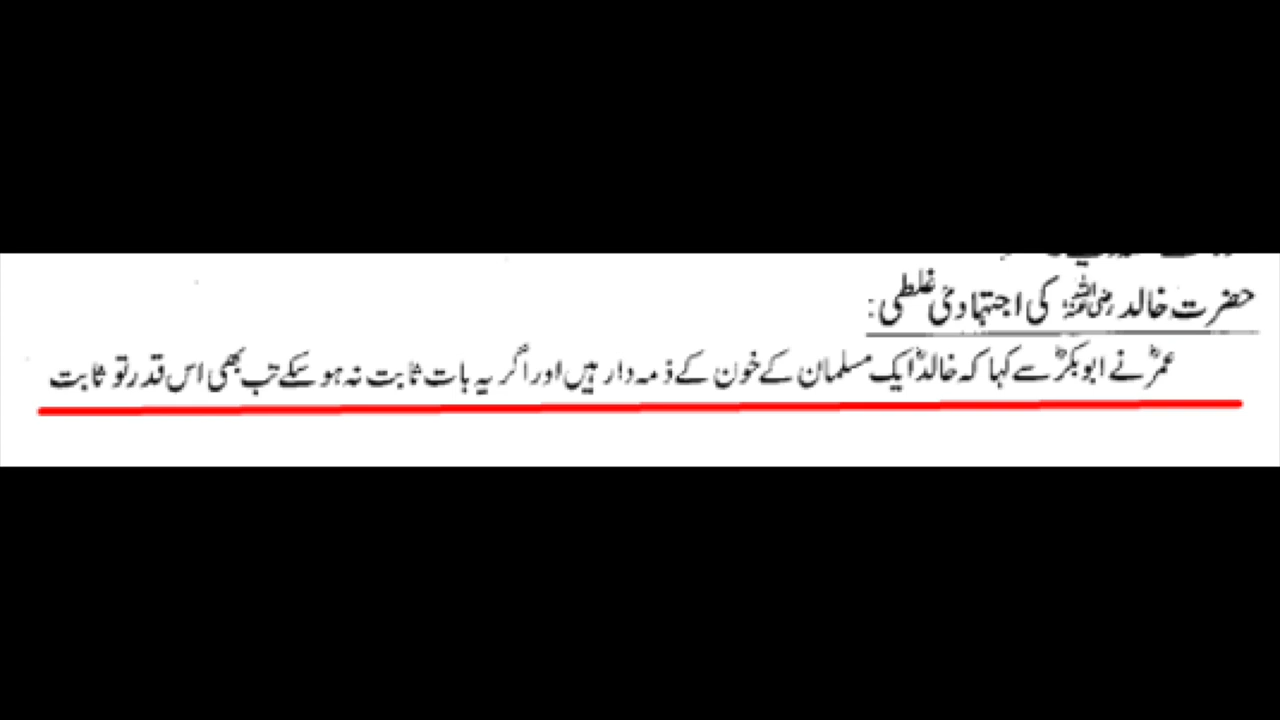 حضرت خالد رضی اللہ عنہ کی اجتہادی غلطی:
عمرؓ نے ابوبکرؓ سے کہا کہ خالدؓ ایک مسلمان کے خون کے ذمہ دار ہیں اور اگر یہ بات ثابت نہ ہو سکے تب بھی اس قدر تو ثابت